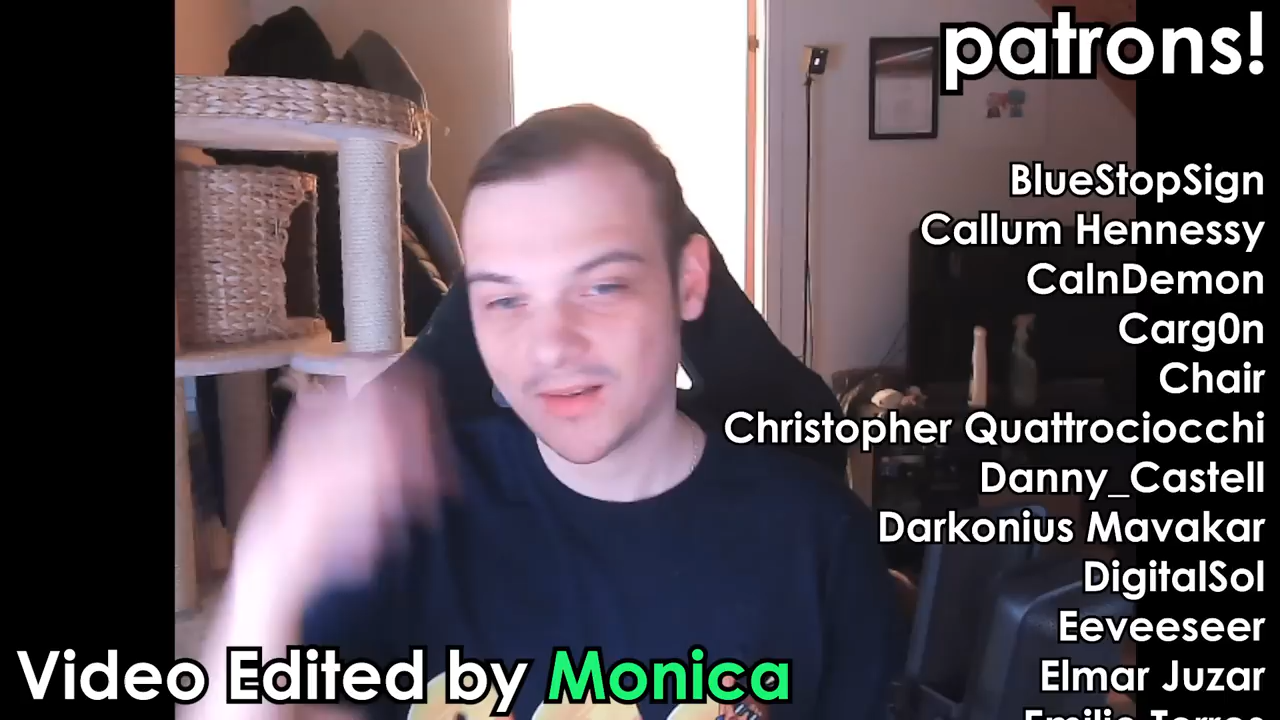 patrons!
BlueStopSign
Callum Hennessy
CalnDemon
Carg0n
Chair
Christopher Quattrociocchi
Danny_Castell
Darkonius Mavakar
DigitalSol
Eeveeseer
Elmar Juzar
Video Edited by Monica